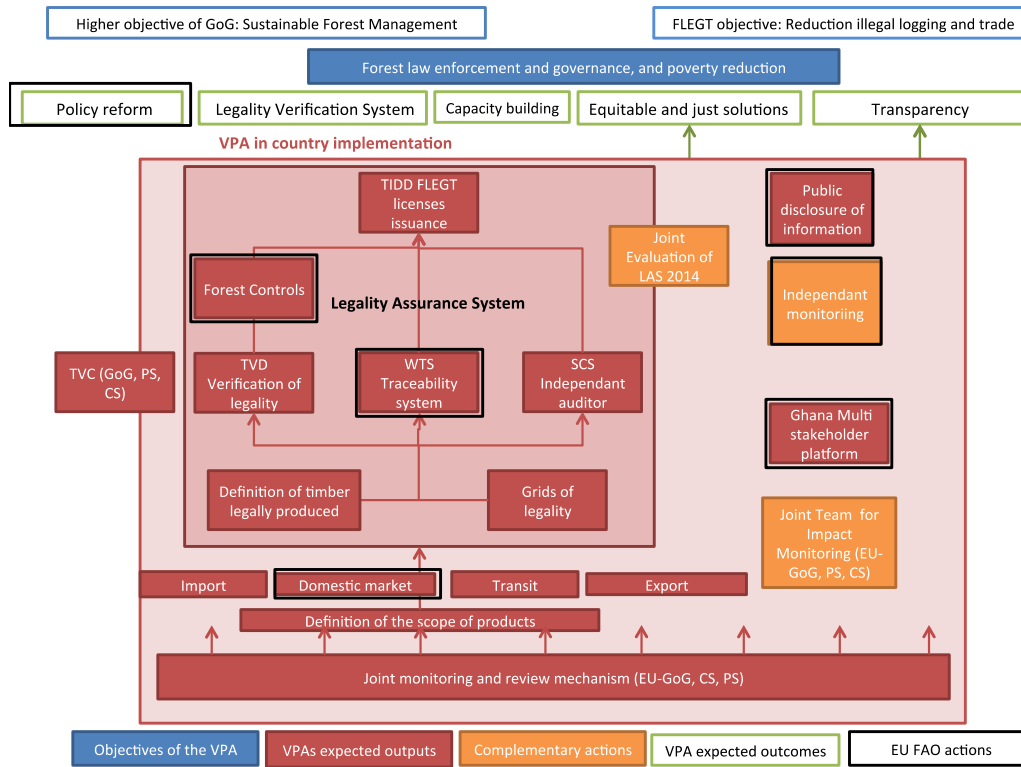 Higher objective of GoG: Sustainable Forest Management
FLEGT objective: Reduction illegal logging and trade
Forest law enforcement and governance, and poverty reduction
Policy reform
Legality Verification System
Capacity building
Equitable and just solutions
Transparency
VPA in country implementation
TIDD FLEGT
licenses
issuance
Public
disclosure of
information
Joint
Evaluation of
LAS 2014
Forest Controls
Legality Assurance System
Independant
monitoriing
TVC (GoG, PS,
CS)
TVD
Verification of
legality
WTS
Traceability
system
SCS
Independant
auditor
Ghana Multi
stakeholder
platform
Definition of timber
legally produced
Grids of
legality
Joint Team for
Impact
Monitoring (EU-
GoG, PS, CS)
Import
Domestic market
Transit
Export
Definition of the scope of products
Joint monitoring and review mechanism (EU-GoG, CS, PS)
Objectives of the VPA
VPAs expected outputs
Complementary actions
VPA expected outcomes
EU FAO actions